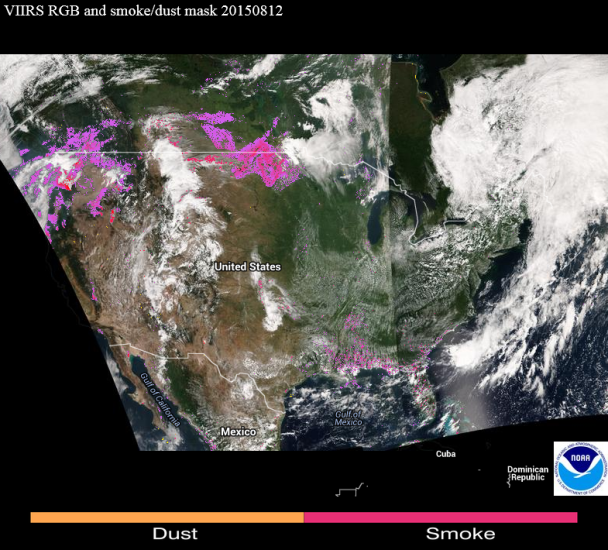 VIIRS RGB and smoke/dust mask 20150812
United States
Gulf of California
Gulf of
Mexico
Mexico
Cuba
Dominican
Republic
NOAA
Dust
Smoke